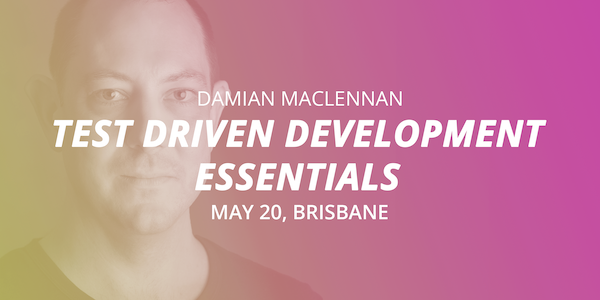 DAMIAN MACLENNAN
TEST DRIVEN DEVELOPMENT
ESSENTIALS
MAY 20, BRISBANE